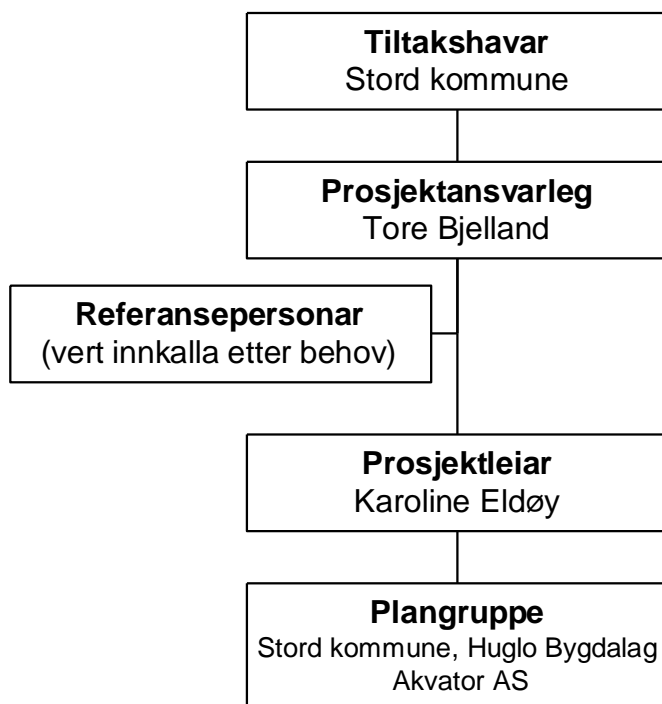 Tiltakshavar
Stord kommune
Prosjektansvarleg
Tore Bjelland
Referansepersonar
(vert innkalla etter behov)
Prosjektleiar
Karoline Eldøy
Plangruppe
Stord kommune, Huglo Bygdalag
Akvator AS